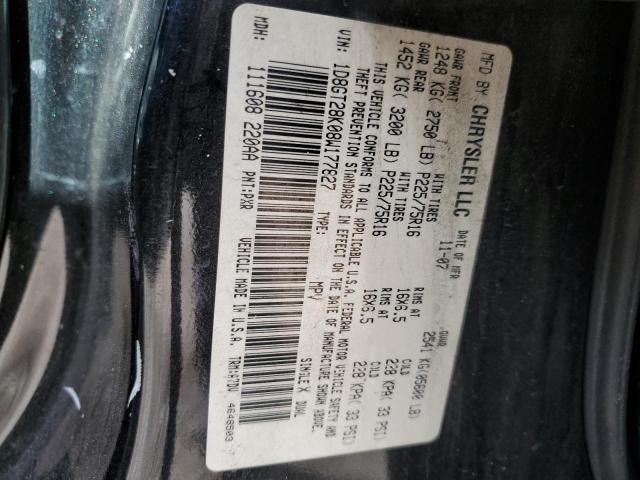 MFD BY CHRYSLER LLC DATE OF MFR 11-07 GVWR 2541 KG(05600 LB)
GAWR FRONT WITH TIRES RIMS AT COLD
1248 KG( 2750 LB) P225/75R16 16X6.5 228 KPA( 33 PSI)
GAWR REAR WITH TIRES RIMS AT COLD
1452 KG( 3200 LB) P225/75R16 16X6.5 228 KPA( 33 PSI)
THIS VEHICLE CONFORMS TO ALL APPLICABLE U.S.A. FEDERAL MOTOR VEHICLE SAFETY AND
THEFT PREVENTION STANDARDS IN EFFECT ON THE DATE OF MANUFACTURE SHOWN ABOVE.
VIN: 1D8GT28K08W177827 TYPE: MPV SINGLE X DUAL
MDH: 111608 220AA PNT:PXR VEHICLE MADE IN U.S.A. TRM:A7DV 4648503